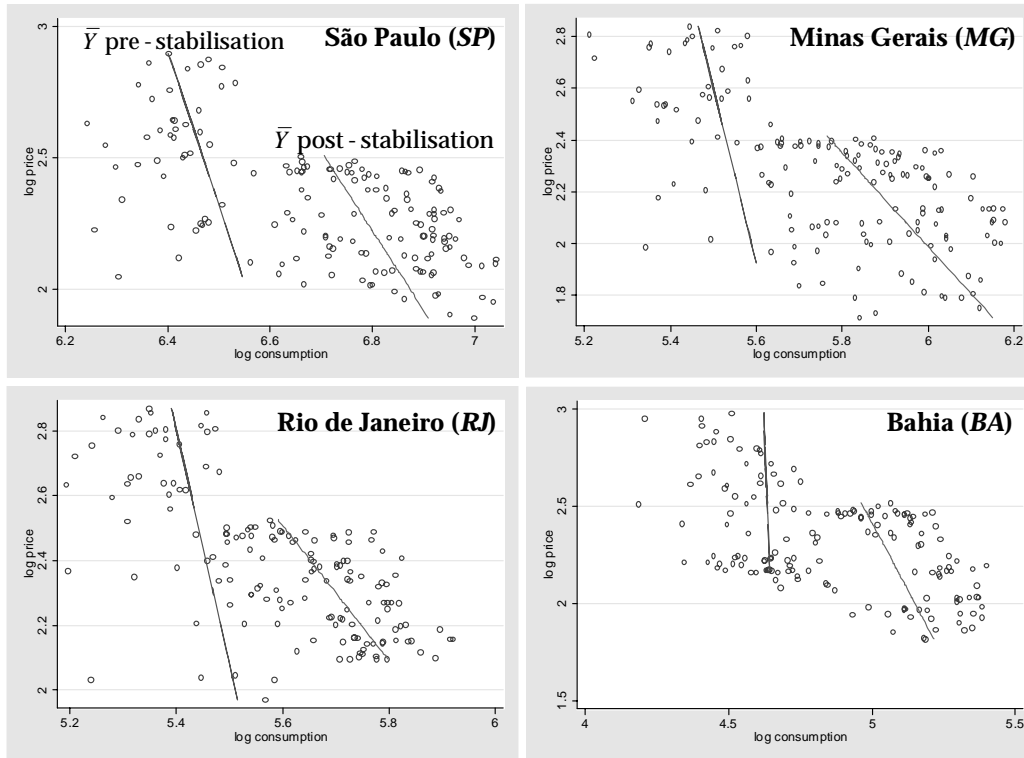 São Paulo (SP)
Ȳ pre - stabilisation
Ȳ post - stabilisation
log price
3
2.5
2
6.2 6.4 6.6 6.8 7
log consumption
Minas Gerais (MG)
log price
2.8
2.6
2.4
2.2
2
1.8
5.2 5.4 5.6 5.8 6 6.2
log consumption
Rio de Janeiro (RJ)
log price
2.8
2.6
2.4
2.2
2
5.2 5.4 5.6 5.8 6
log consumption
Bahia (BA)
log price
3
2.5
2
1.5
4 4.5 5 5.5
log consumption